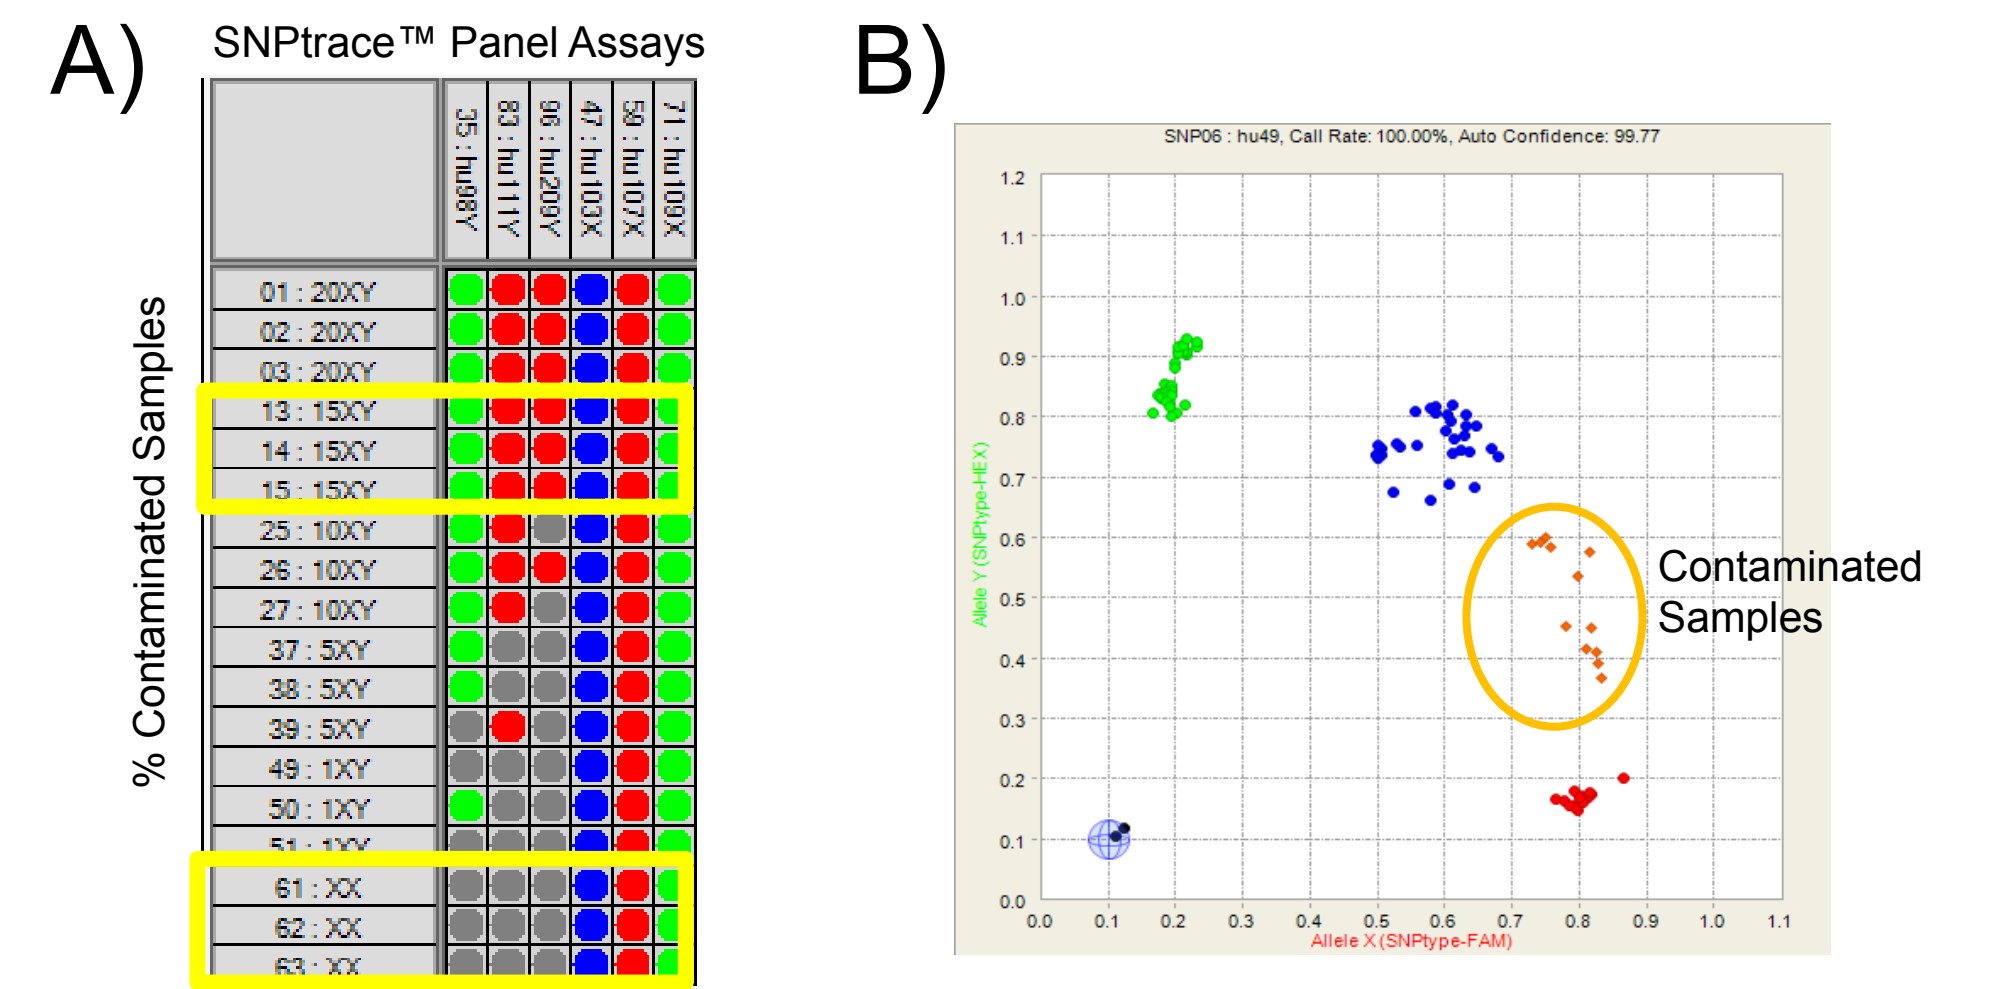 A)
SNPtrace™ Panel Assays
35 : hu98Y
83 : hu111Y
96 : hu209Y
47 : hu103X
59 : hu107X
71 : hu109X
% Contaminated Samples
01 : 20XY
02 : 20XY
03 : 20XY
13 : 15XY
14 : 15XY
15 : 15XY
25 : 10XY
26 : 10XY
27 : 10XY
37 : 5XY
38 : 5XY
39 : 5XY
49 : 1XY
50 : 1XY
51 : 1XY
61 : XX
62 : XX
63 : XX
B)
SNP06 : hu49, Call Rate: 100.00%, Auto Confidence: 99.77
Allele Y (SNPtype-HEX)
1.2
1.1
1.0
0.9
0.8
0.7
0.6
0.5
0.4
0.3
0.2
0.1
0.0
Contaminated
Samples
0.0 0.1 0.2 0.3 0.4 0.5 0.6 0.7 0.8 0.9 1.0 1.1
Allele X (SNPtype-FAM)